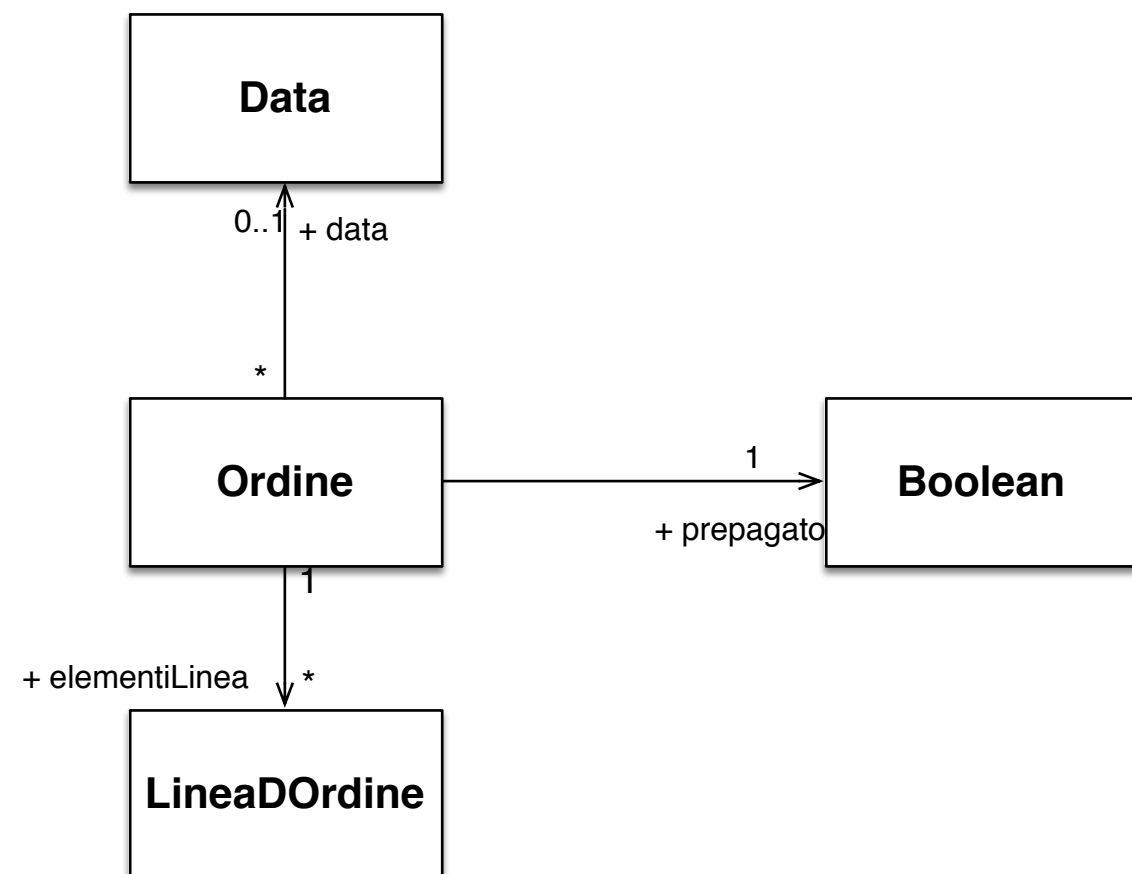 Data
0..1
+ data
*
Ordine
1
+ prepagato
Boolean
1
+ elementiLinea
*
LineaDOrdine